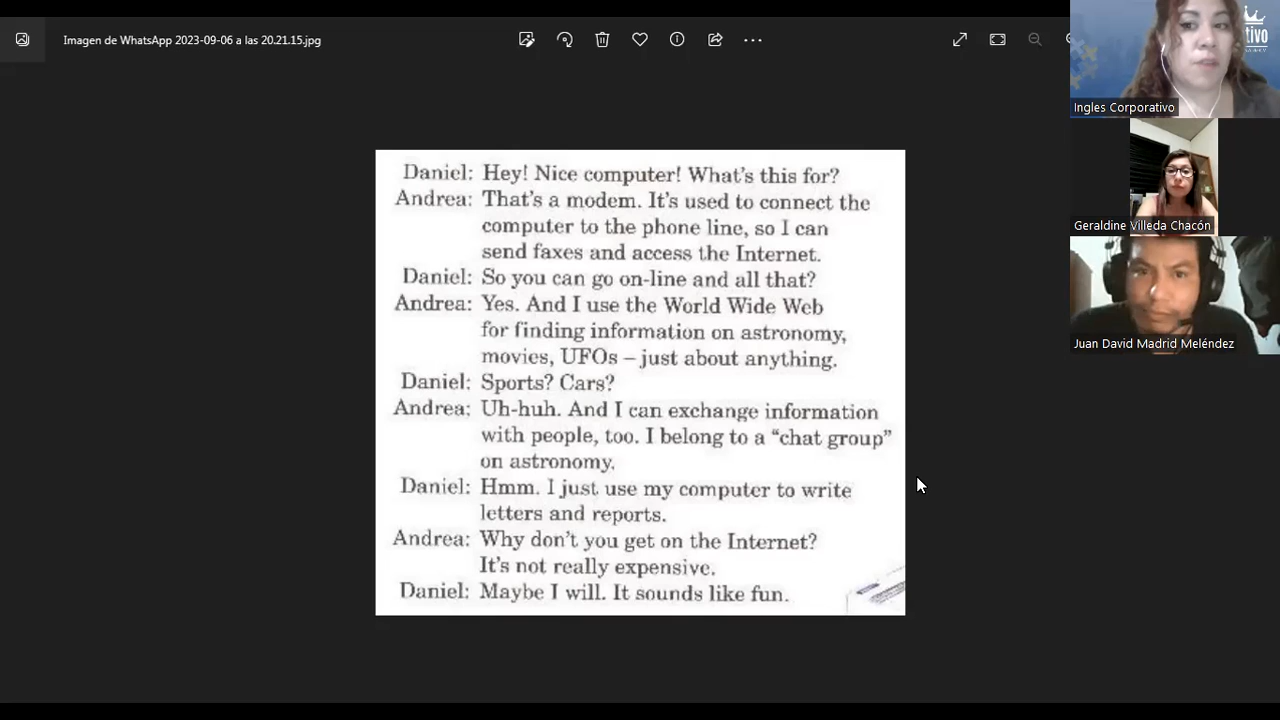 Imagen de WhatsApp 2023-09-06 a las 20.21.15.jpg
Daniel: Hey! Nice computer! What's this for?
Andrea: That's a modem. It's used to connect the
computer to the phone line, so I can
send faxes and access the Internet.
Daniel: So you can go on-line and all that?
Andrea: Yes. And I use the World Wide Web
for finding information on astronomy,
movies, UFOs – just about anything.
Daniel: Sports? Cars?
Andrea: Uh-huh. And I can exchange information
with people, too. I belong to a “chat group”
on astronomy.
Daniel: Hmm. I just use my computer to write
letters and reports.
Andrea: Why don't you get on the Internet?
It's not really expensive.
Daniel: Maybe I will. It sounds like fun.
Ingles Corporativo
Geraldine Villeda Chacón
Juan David Madrid Meléndez